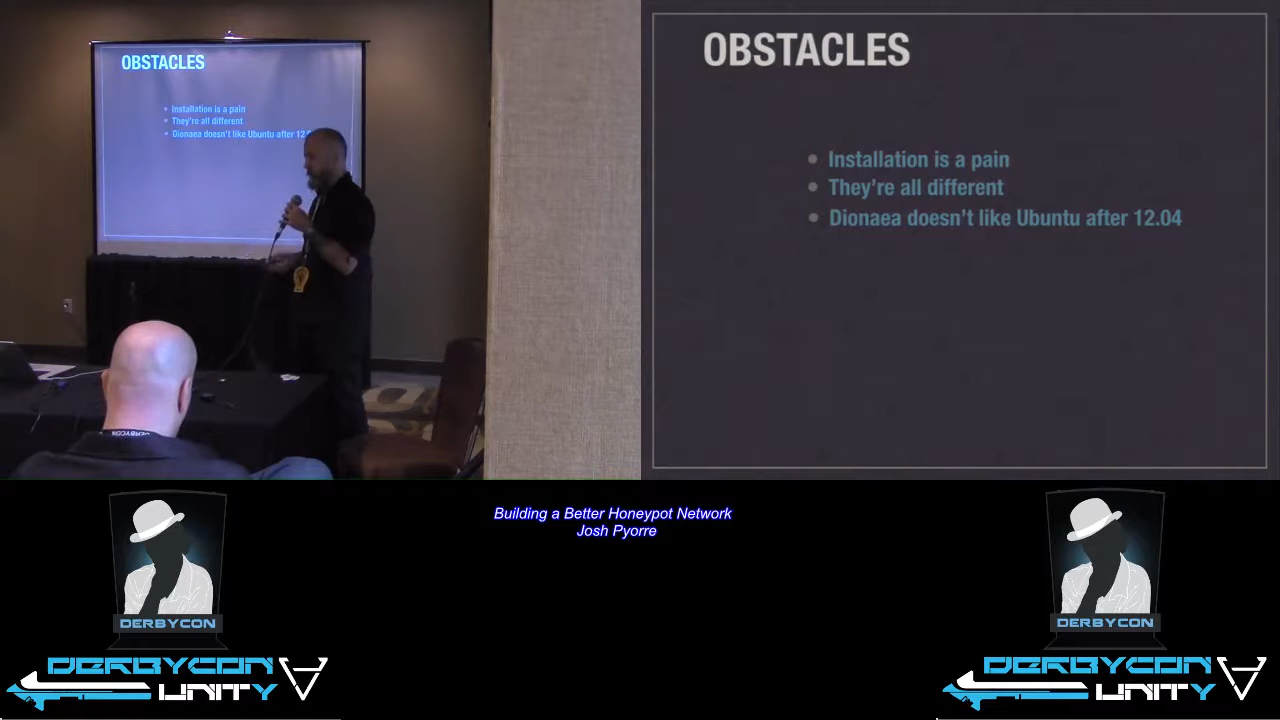 OBSTACLES
• Installation is a pain
• They're all different
• Dionaea doesn't like Ubuntu after 12.
OBSTACLES
• Installation is a pain
• They're all different
• Dionaea doesn't like Ubuntu after 12.04
DERBYCON
Building a Better Honeypot Network
Josh Pyorre
DERBYCON
DERBYCON
UNITY
DERBYCON
DERBYCON
UNITY